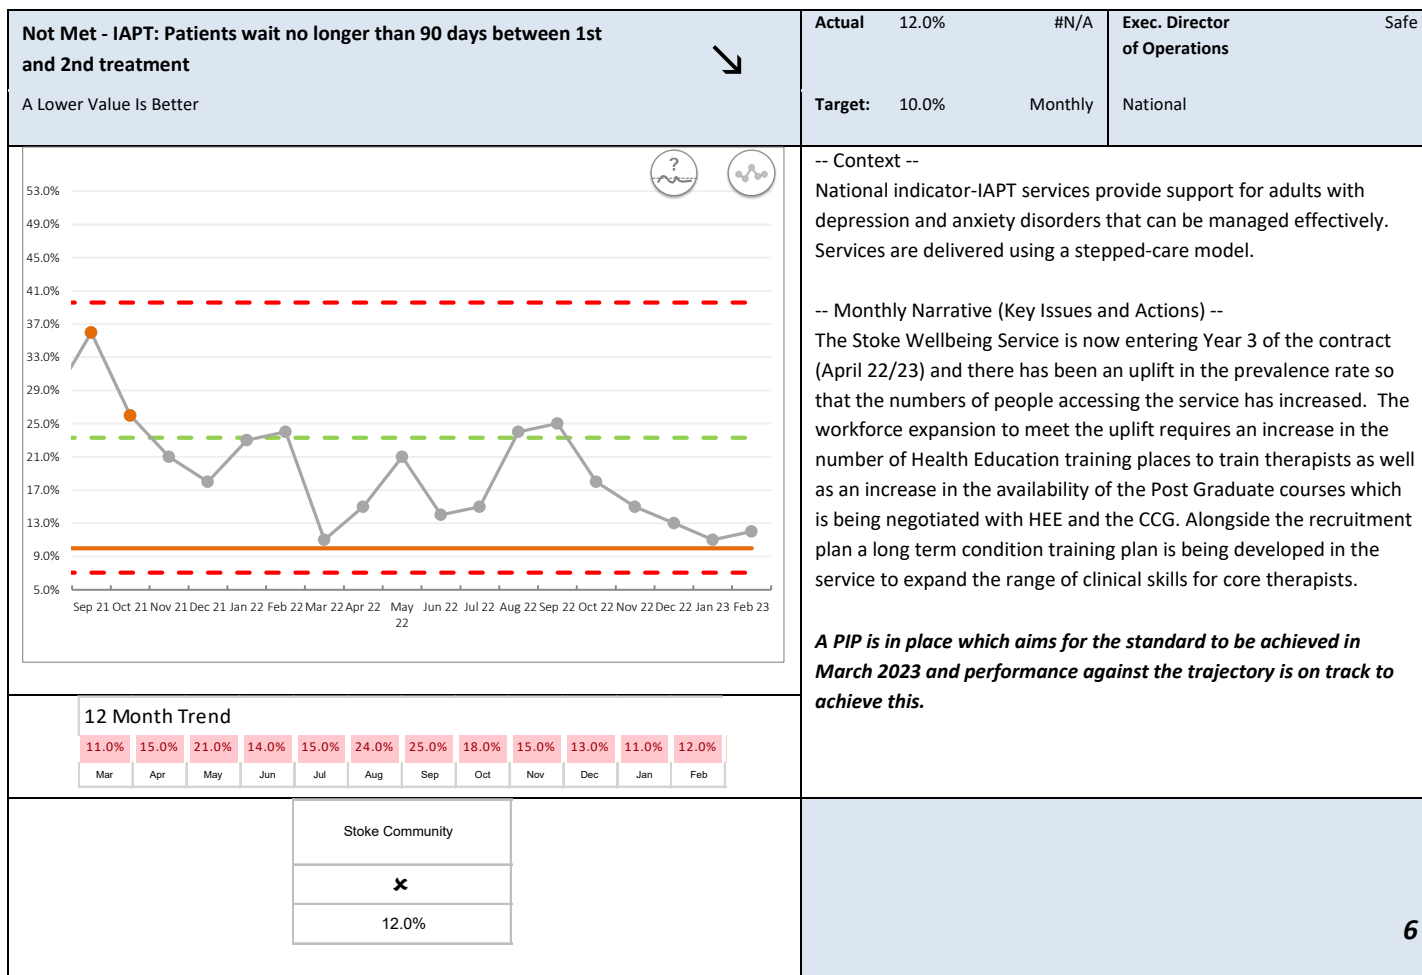 Not Met - IAPT: Patients wait no longer than 90 days between 1st
and 2nd treatment
A Lower Value Is Better
Actual 12.0% #N/A
Target: 10.0% Monthly
Exec. Director Safe
of Operations
National
?
53.0%
49.0%
45.0%
41.0%
37.0%
33.0%
29.0%
25.0%
21.0%
17.0%
13.0%
9.0%
5.0%
Sep 21 Oct 21 Nov 21 Dec 21 Jan 22 Feb 22 Mar 22 Apr 22 May Jun 22 Jul 22 Aug 22 Sep 22 Oct 22 Nov 22 Dec 22 Jan 23 Feb 23
22
12 Month Trend
11.0% 15.0% 21.0% 14.0% 15.0% 24.0% 25.0% 18.0% 15.0% 13.0% 11.0% 12.0%
Mar Apr May Jun Jul Aug Sep Oct Nov Dec Jan Feb
-- Context --
National indicator-IAPT services provide support for adults with
depression and anxiety disorders that can be managed effectively.
Services are delivered using a stepped-care model.
-- Monthly Narrative (Key Issues and Actions) --
The Stoke Wellbeing Service is now entering Year 3 of the contract
(April 22/23) and there has been an uplift in the prevalence rate so
that the numbers of people accessing the service has increased. The
workforce expansion to meet the uplift requires an increase in the
number of Health Education training places to train therapists as well
as an increase in the availability of the Post Graduate courses which
is being negotiated with HEE and the CCG. Alongside the recruitment
plan a long term condition training plan is being developed in the
service to expand the range of clinical skills for core therapists.
A PIP is in place which aims for the standard to be achieved in
March 2023 and performance against the trajectory is on track to
achieve this.
Stoke Community
✘
12.0%
6